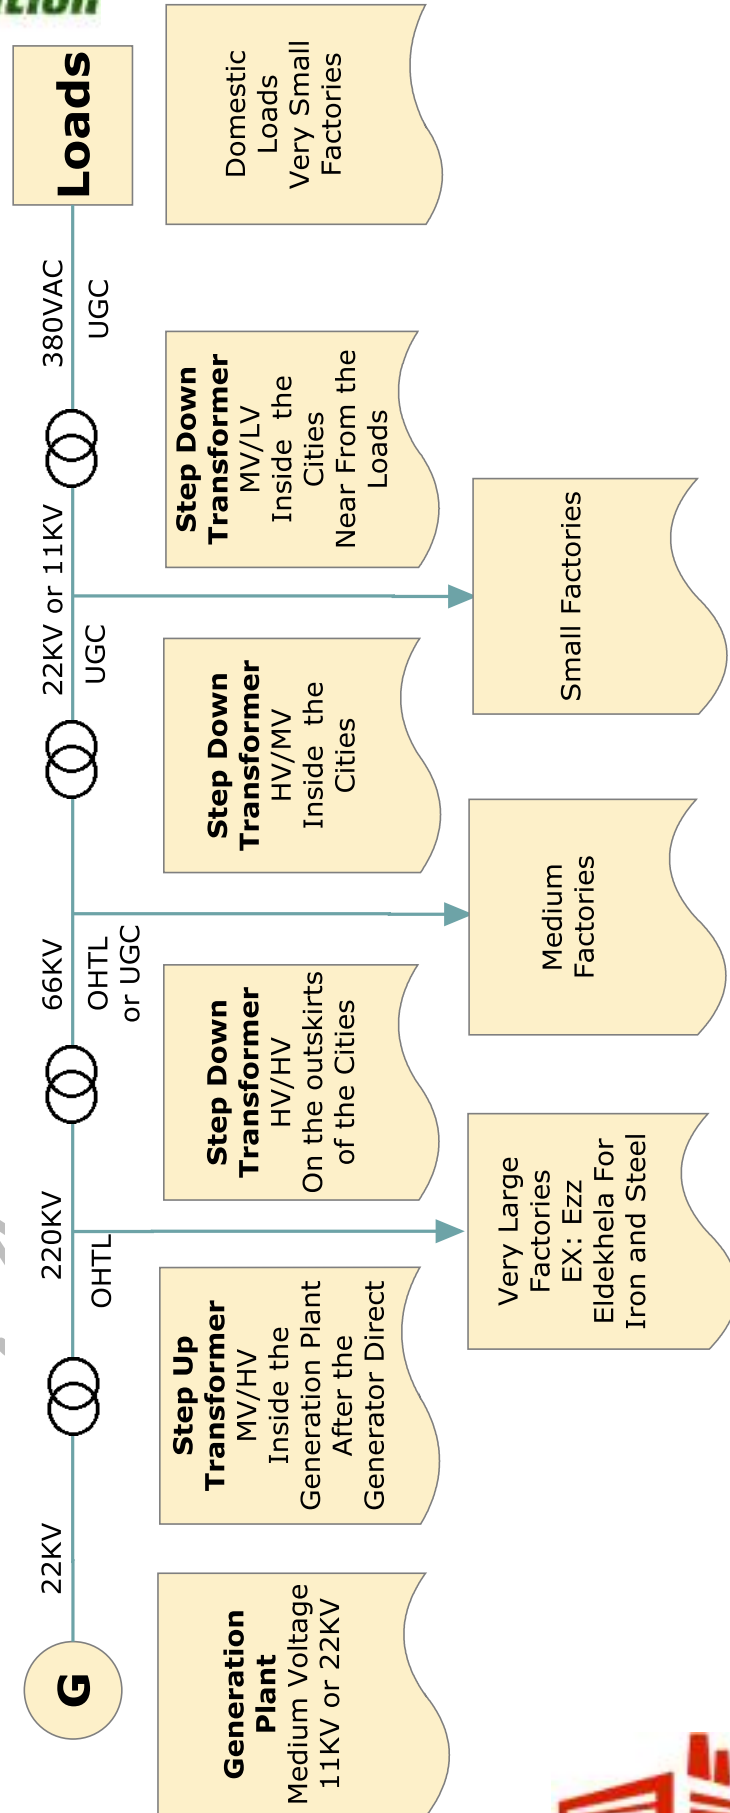 G
22KV
220KV
OHTL
66KV
OHTL
or UGC
22KV or 11KV
UGC
380VAC
UGC
Loads
Generation
Plant
Medium Voltage
11KV or 22KV
Step Up
Transformer
MV/HV
Inside the
Generation Plant
After the
Generator Direct
Step Down
Transformer
HV/HV
On the outskirts
of the Cities
Step Down
Transformer
HV/MV
Inside the
Cities
Step Down
Transformer
MV/LV
Inside the
Cities
Near From the
Loads
Domestic
Loads
Very Small
Factories
Very Large
Factories
EX: Ezz
Eldekhela For
Iron and Steel
Medium
Factories
Small Factories